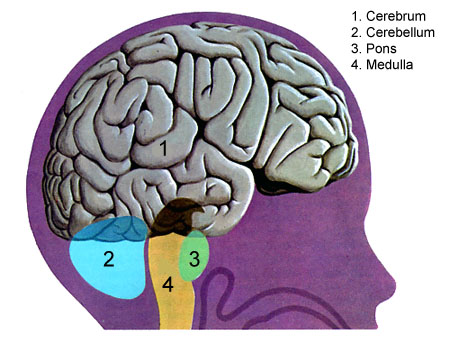 1. Cerebrum
2. Cerebellum
3. Pons
4. Medulla
1
2
3
4